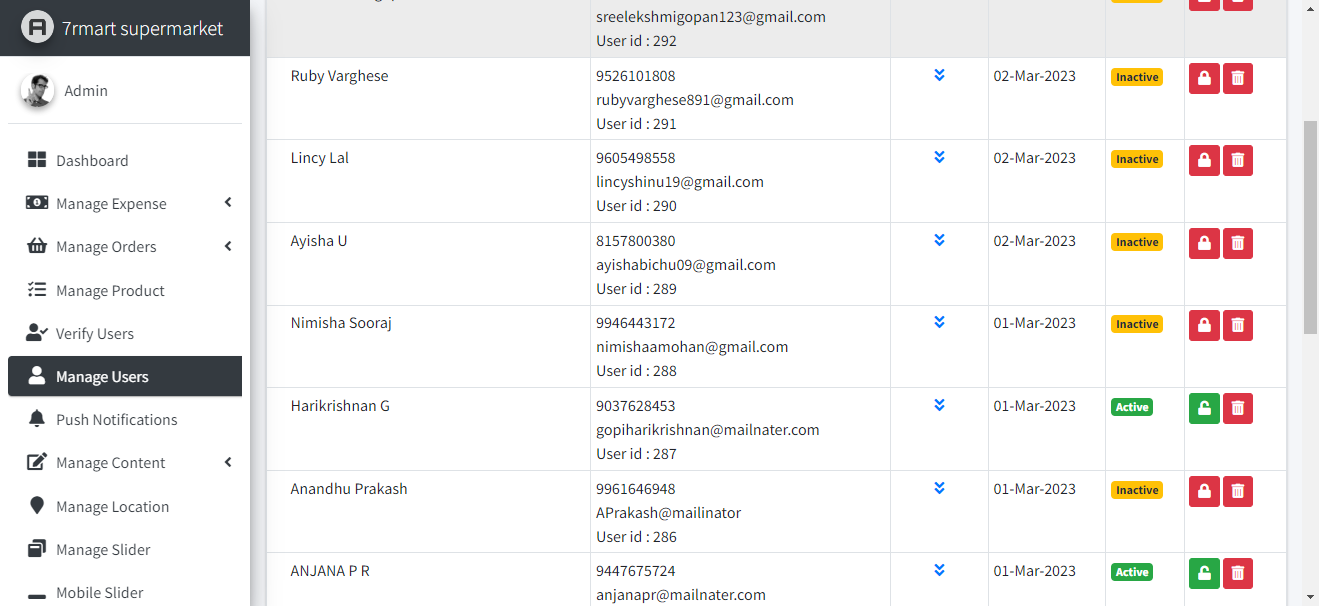 7rmart supermarket
Admin
Dashboard
Manage Expense
Manage Orders
Manage Product
Verify Users
Manage Users
Push Notifications
Manage Content
Manage Location
Manage Slider
Mobile Slider
sreelekshmigopan123@gmail.com
User id : 292
Ruby Varghese
9526101808
rubyvarghese891@gmail.com
User id : 291
02-Mar-2023
Inactive
Lincy Lal
9605498558
lincyshinu19@gmail.com
User id : 290
02-Mar-2023
Inactive
Ayisha U
8157800380
ayishabichu09@gmail.com
User id : 289
02-Mar-2023
Inactive
Nimisha Sooraj
9946443172
nimishaamohan@gmail.com
User id : 288
01-Mar-2023
Inactive
Harikrishnan G
9037628453
gopiharikrishnan@mailnater.com
User id : 287
01-Mar-2023
Active
Anandhu Prakash
9961646948
APrakash@mailinator
User id : 286
01-Mar-2023
Inactive
ANJANA P R
9447675724
anjanapr@mailnater.com
01-Mar-2023
Active